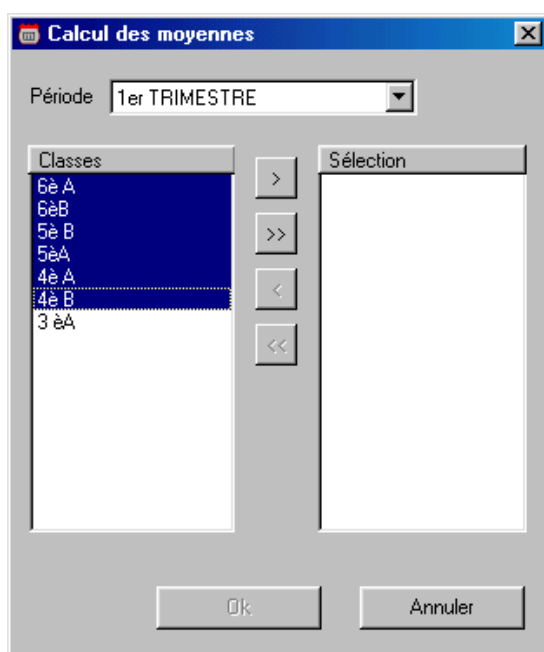 Calcul des moyennes
Période 1er TRIMESTRE
Classes
6è A
6èB
5è B
5èA
4è A
4è B
3 èA
>
>>
<
<<
Sélection
Ok Annuler